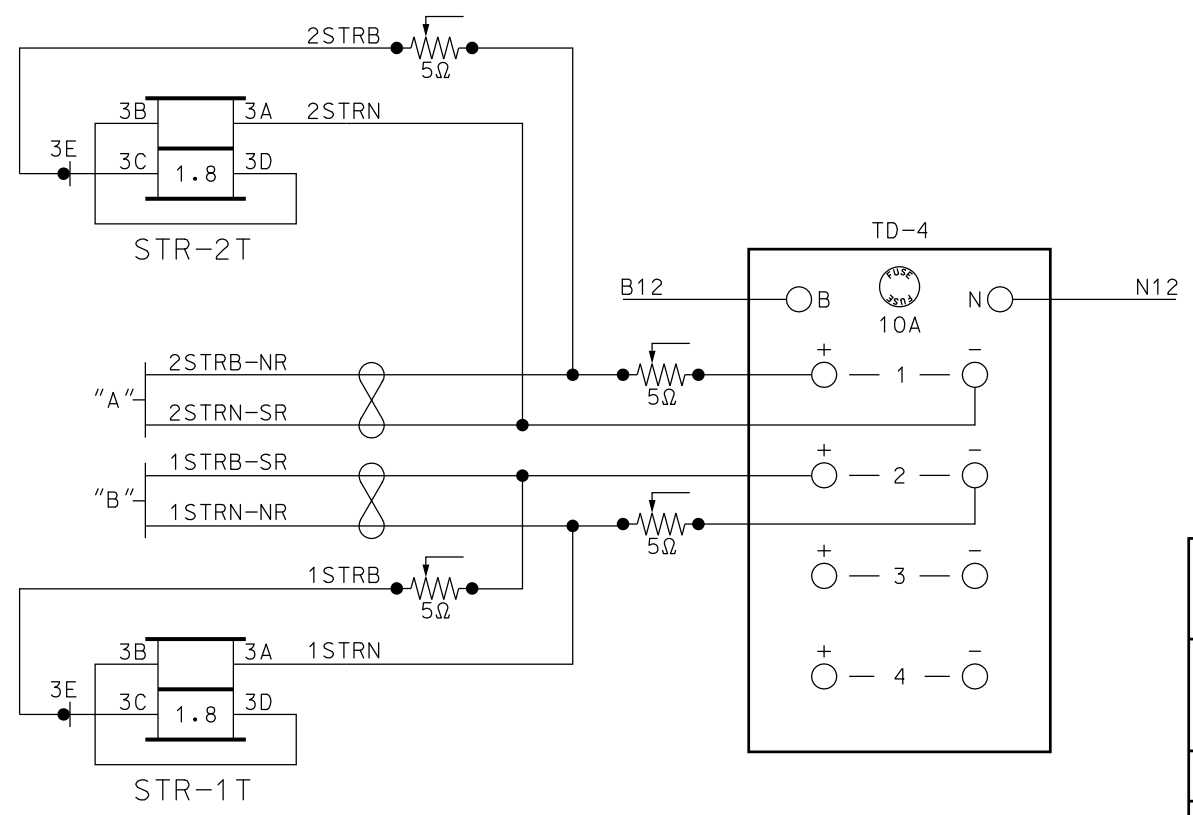 2STRB
5Ω
3B 3A 2STRN
3E 3C 1.8 3D
STR-2T
TD-4
B12 B FUSE FUSE N N12
10A
+ -
2STRB-NR
"A" 5Ω 1
2STRN-SR
+ -
1STRB-SR
"B" 2
1STRN-NR
5Ω
+ -
1STRB 3
5Ω
3B 3A 1STRN
+ -
3E 3C 1.8 3D 4
STR-1T